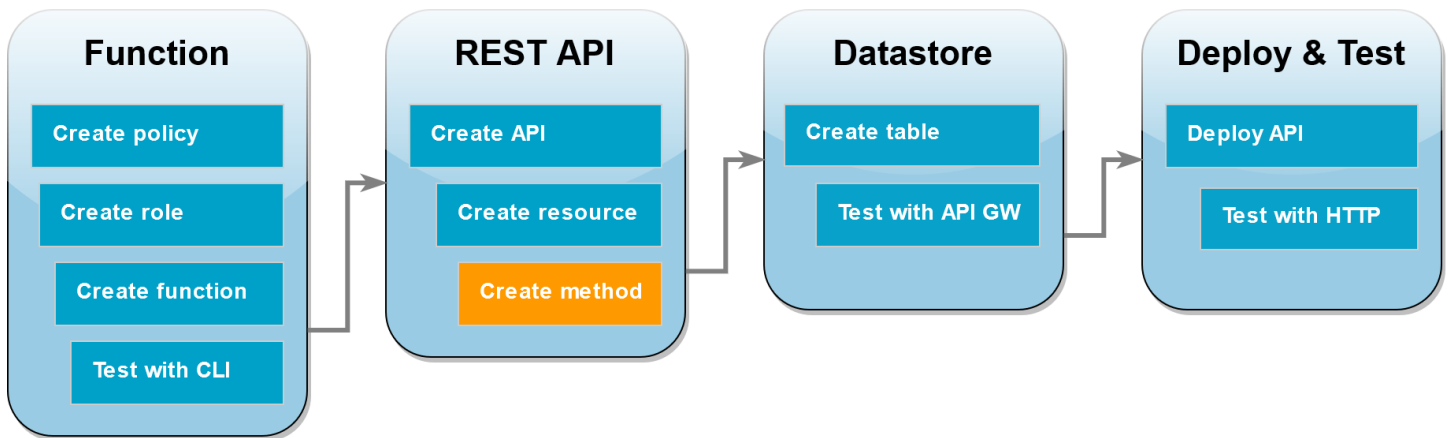 Function
Create policy
Create role
Create function
Test with CLI
REST API
Create API
Create resource
Create method
Datastore
Create table
Test with API GW
Deploy & Test
Deploy API
Test with HTTP